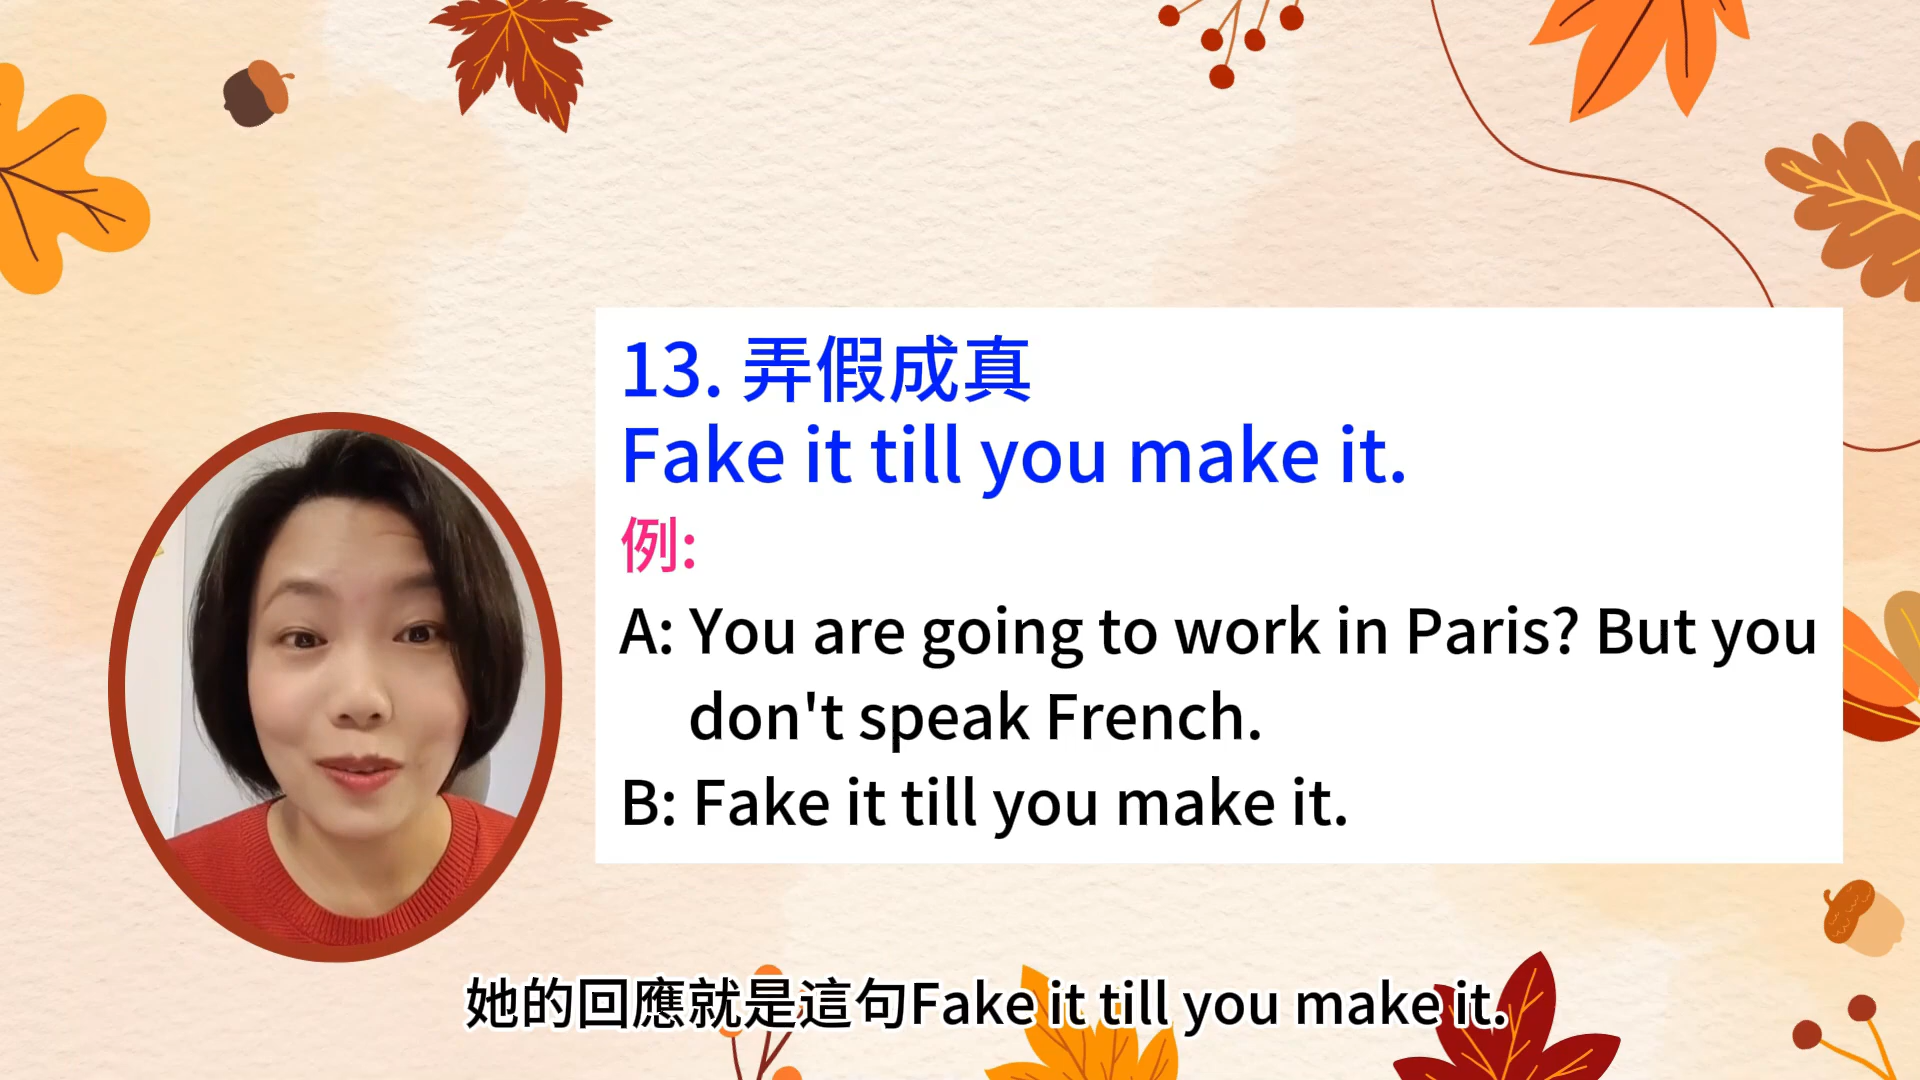 13. 弄假成真
Fake it till you make it.
例:
A: You are going to work in Paris? But you
don't speak French.
B: Fake it till you make it.
她的回應就是這句Fake it till you make it.